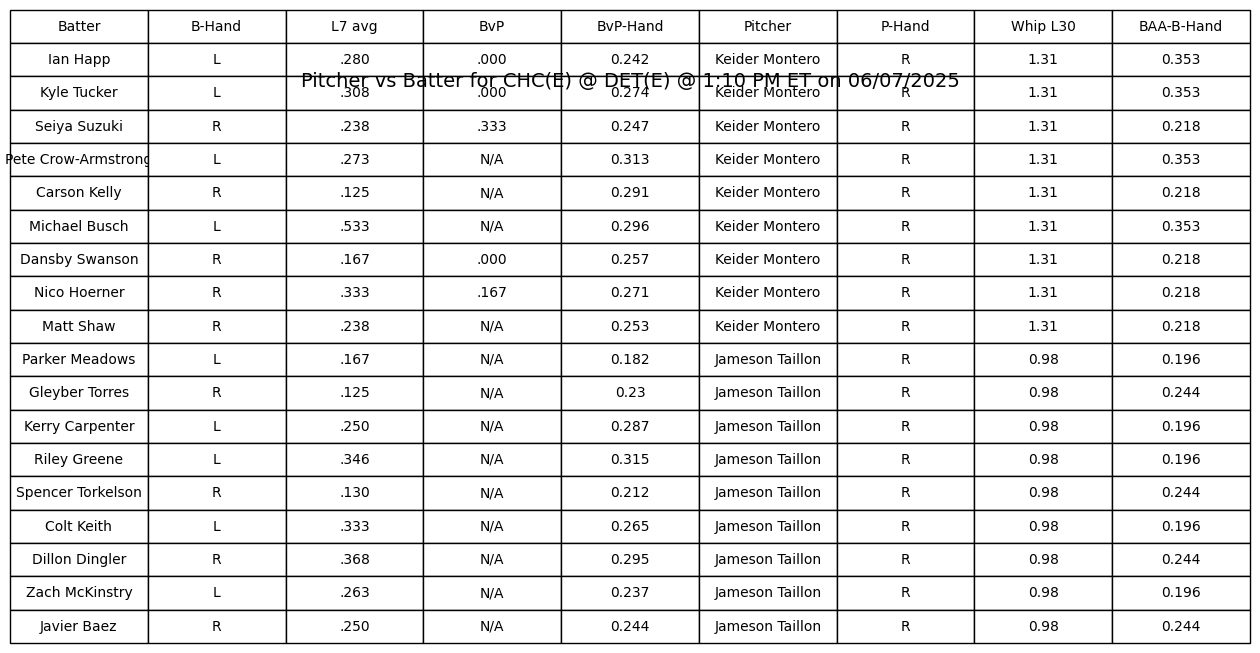 Batter B-Hand L7 avg BvP BvP-Hand Pitcher P-Hand Whip L30 BAA-B-Hand
Ian Happ L .280 .000 0.242 Keider Montero R 1.31 0.353
Pitcher vs Batter for CHC(E) @ DET(E) @ 1:10 PM ET on 06/07/2025
Kyle Tucker L .308 .000 0.274 Keider Montero R 1.31 0.353
Seiya Suzuki R .238 .333 0.247 Keider Montero R 1.31 0.218
Pete Crow-Armstrong L .273 N/A 0.313 Keider Montero R 1.31 0.353
Carson Kelly R .125 N/A 0.291 Keider Montero R 1.31 0.218
Michael Busch L .533 N/A 0.296 Keider Montero R 1.31 0.353
Dansby Swanson R .167 .000 0.257 Keider Montero R 1.31 0.218
Nico Hoerner R .333 .167 0.271 Keider Montero R 1.31 0.218
Matt Shaw R .238 N/A 0.253 Keider Montero R 1.31 0.218
Parker Meadows L .167 N/A 0.182 Jameson Taillon R 0.98 0.196
Gleyber Torres R .125 N/A 0.23 Jameson Taillon R 0.98 0.244
Kerry Carpenter L .250 N/A 0.287 Jameson Taillon R 0.98 0.196
Riley Greene L .346 N/A 0.315 Jameson Taillon R 0.98 0.196
Spencer Torkelson R .130 N/A 0.212 Jameson Taillon R 0.98 0.244
Colt Keith L .333 N/A 0.265 Jameson Taillon R 0.98 0.196
Dillon Dingler R .368 N/A 0.295 Jameson Taillon R 0.98 0.244
Zach McKinstry L .263 N/A 0.237 Jameson Taillon R 0.98 0.196
Javier Baez R .250 N/A 0.244 Jameson Taillon R 0.98 0.244